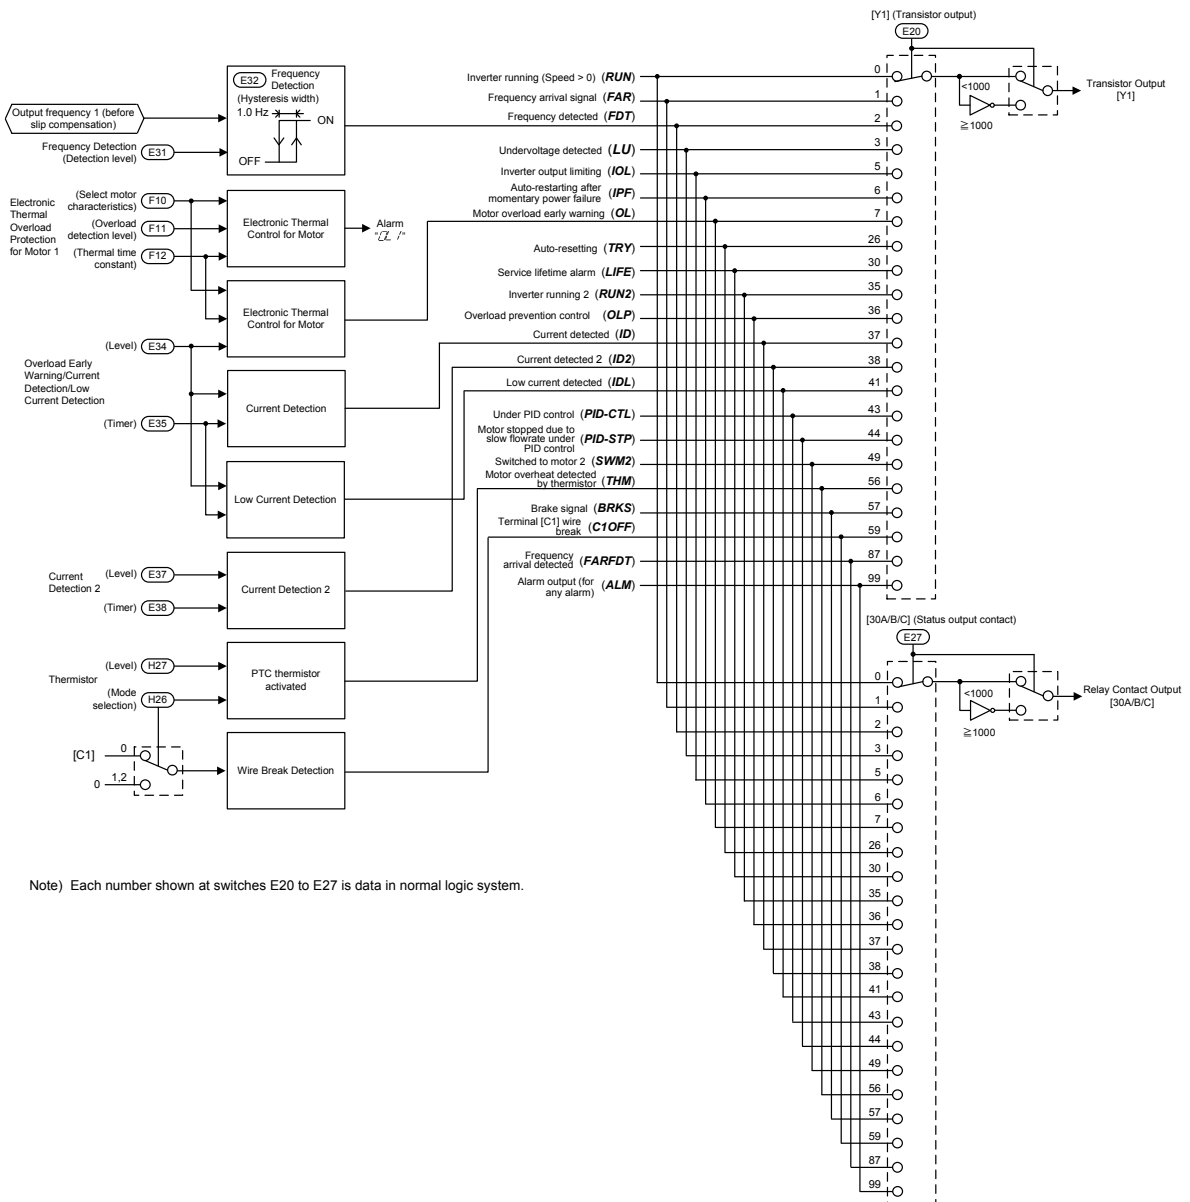 [Y1] (Transistor output)
E20
E32 Frequency
Detection
(Hysteresis width)
1.0 Hz
ON
OFF
Output frequency 1 (before
slip compensation)
Frequency Detection
(Detection level)
E31
Electronic
Thermal
Overload
Protection
for Motor 1
(Select motor
characteristics)
F10
(Overload
detection level)
F11
(Thermal time
constant)
F12
Electronic Thermal
Control for Motor
Alarm
Electronic Thermal
Control for Motor
Overload Early
Warning/Current
Detection/Low
Current Detection
(Level) E34
(Timer) E35
Current Detection
Low Current Detection
Current
Detection 2
(Level) E37
(Timer) E38
Current Detection 2
Thermistor
(Level) H27
(Mode
selection)
H26
PTC thermistor
activated
[C1] 0
0 1,2
Wire Break Detection
Inverter running (Speed > 0) (RUN) 0
Frequency arrival signal (FAR) 1
Frequency detected (FDT) 2
Undervoltage detected (LU) 3
Inverter output limiting (IOL) 5
Auto-restarting after
momentary power failure (IPF) 6
Motor overload early warning (OL) 7
Auto-resetting (TRY) 26
Service lifetime alarm (LIFE) 30
Inverter running 2 (RUN2) 35
Overload prevention control (OLP) 36
Current detected (ID) 37
Current detected 2 (ID2) 38
Low current detected (IDL) 41
Under PID control (PID-CTL) 43
Motor stopped due to
slow flowrate under
PID control
(PID-STP) 44
Switched to motor 2 (SWM2) 49
Motor overheat detected
by thermistor (THM) 56
Brake signal (BRKS) 57
Terminal [C1] wire
break (C1OFF) 59
Frequency
arrival detected (FARFDT) 87
Alarm output (for
any alarm) (ALM) 99
<1000
≧1000
Transistor Output
[Y1]
[30A/B/C] (Status output contact)
E27
0
1
2
3
5
6
7
26
30
35
36
37
38
41
43
44
49
56
57
59
87
99
<1000
≧1000
Relay Contact Output
[30A/B/C]
Note) Each number shown at switches E20 to E27 is data in normal logic system.